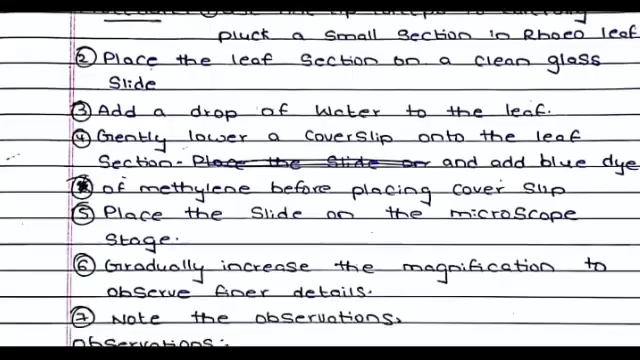 pluck a small section in Rhoeo leaf
② Place the leaf section on a clean glass
slide
③ Add a drop of water to the leaf.
④ Gently lower a coverslip onto the leaf
section - Place the slide on and add blue dye
of methylene before placing cover slip
⑤ Place the slide on the microscope
stage.
⑥ Gradually increase the magnification to
observe finer details.
⑦ Note the observations.
observations: